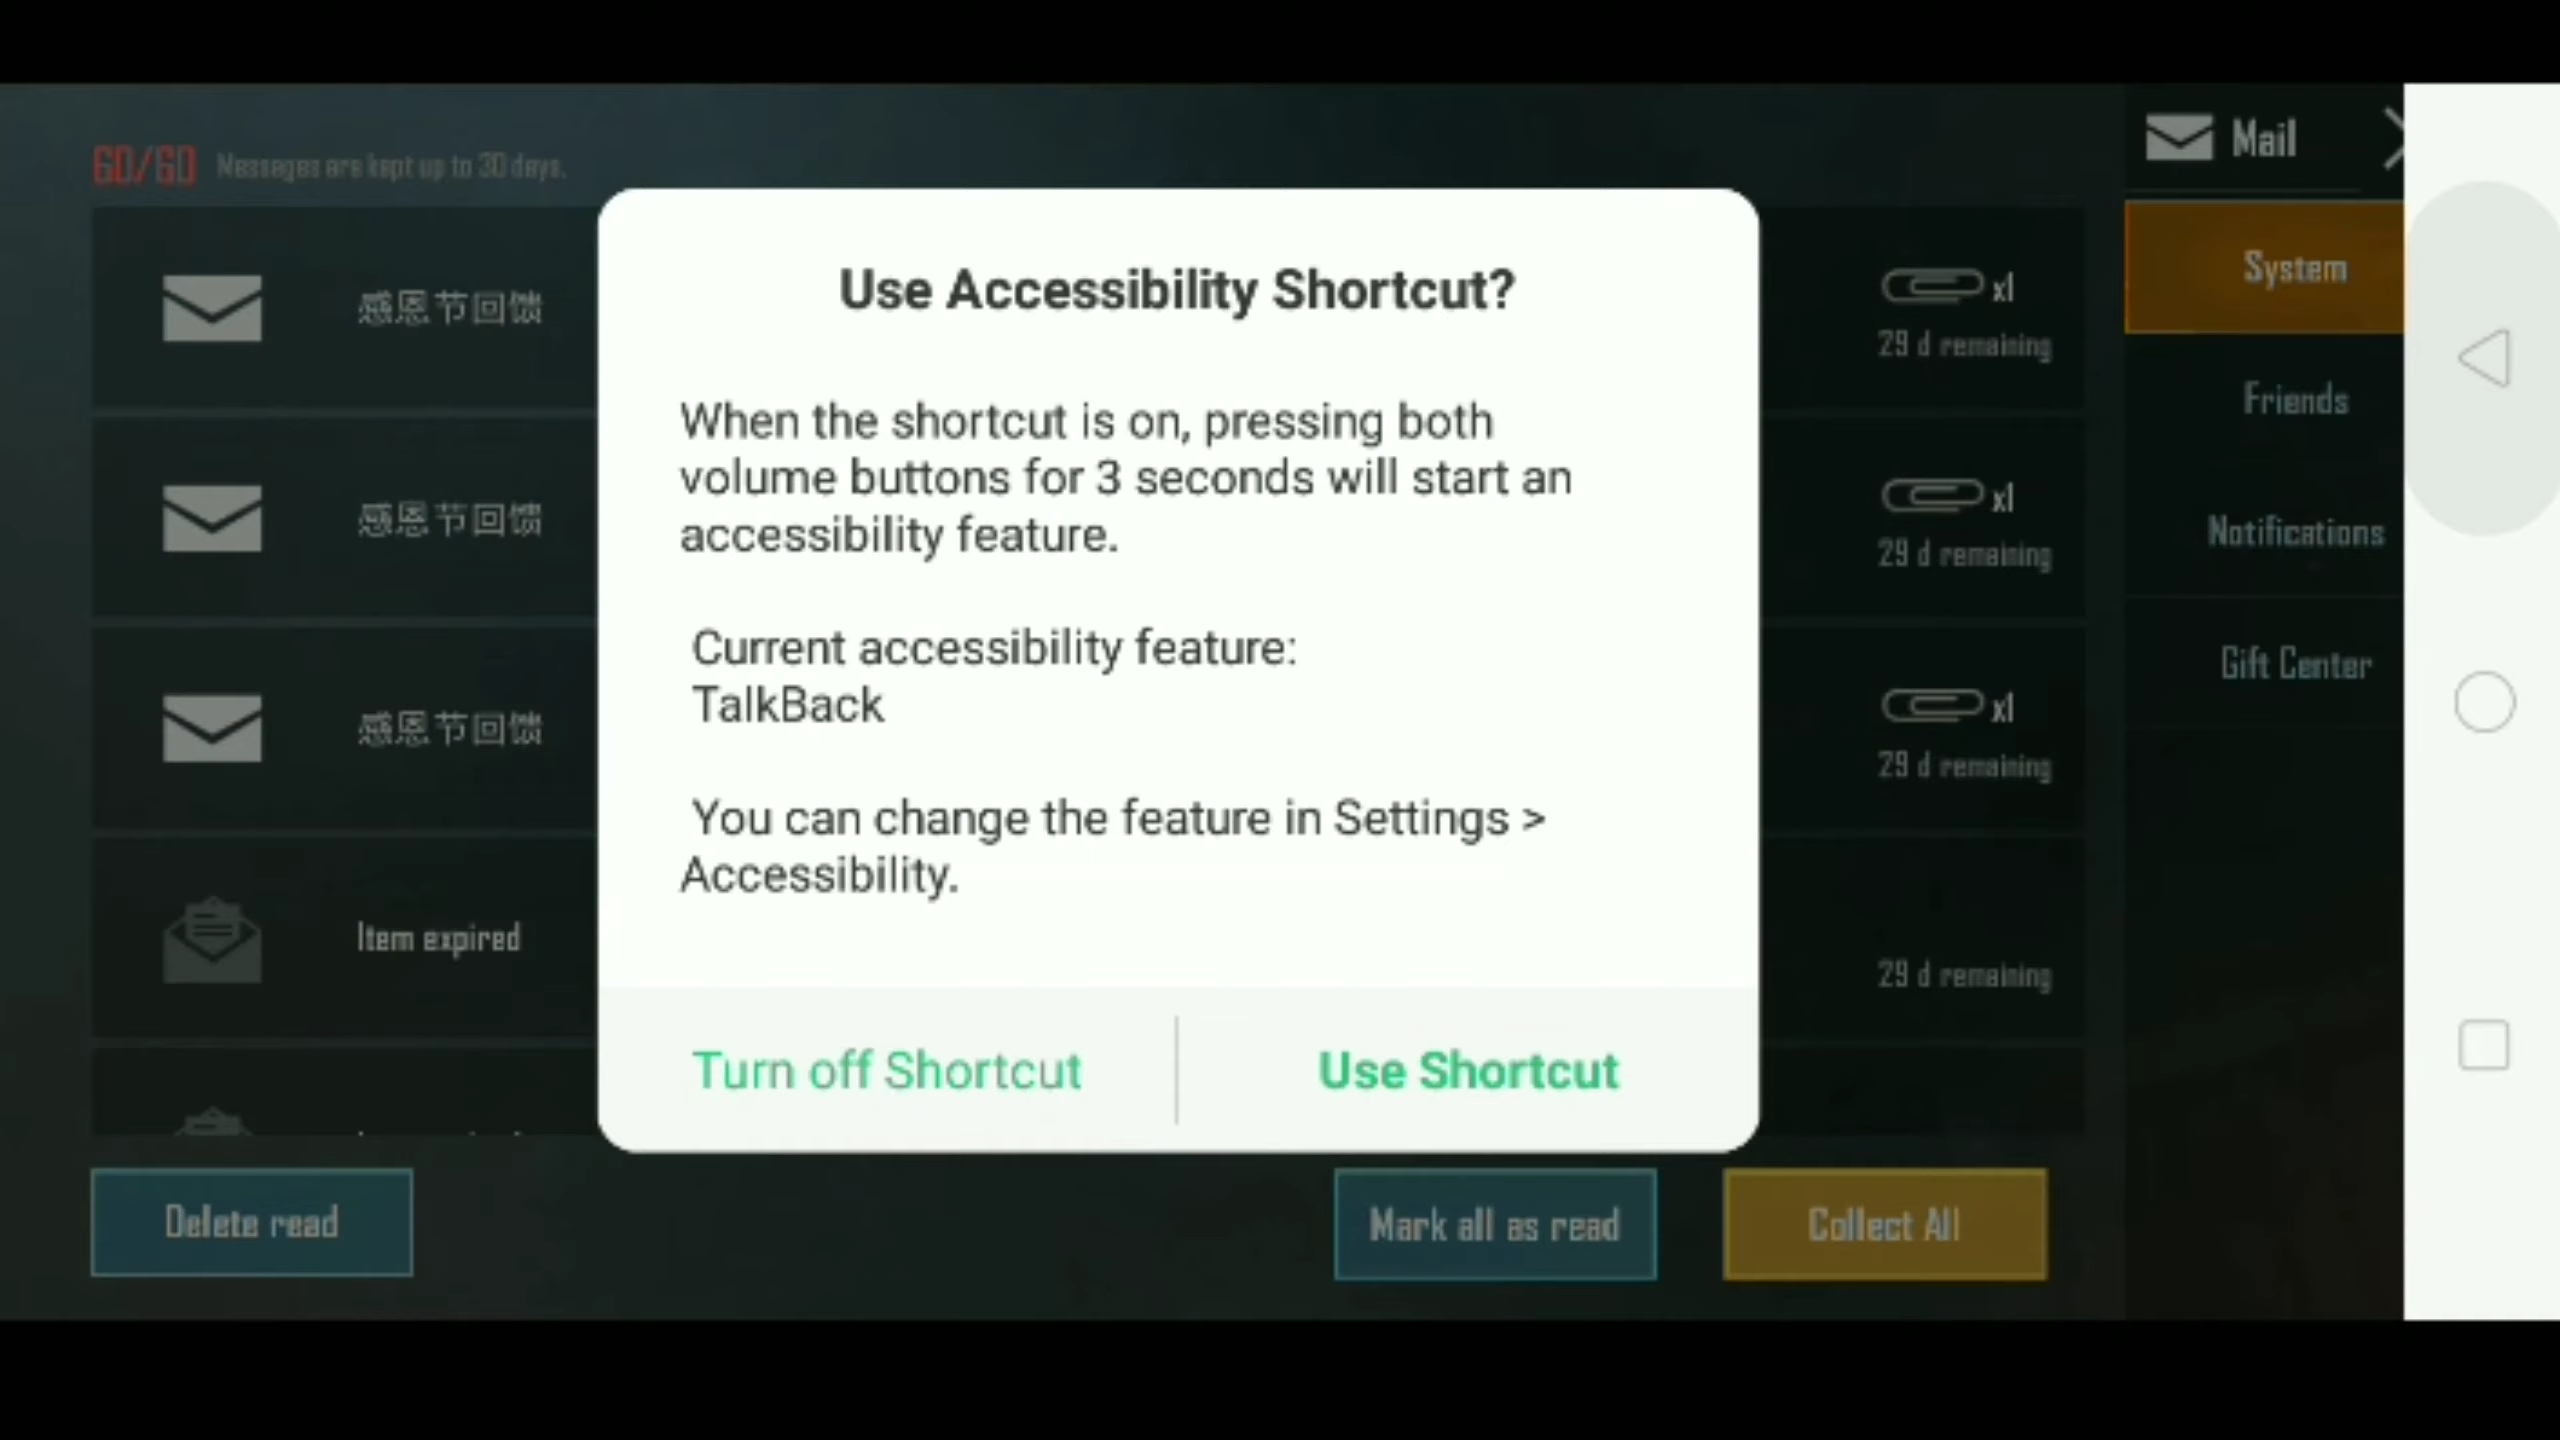 60/60 Messages are kept up to 30 days.
Mail
Use Accessibility Shortcut?
When the shortcut is on, pressing both
volume buttons for 3 seconds will start an
accessibility feature.
Current accessibility feature:
TalkBack
You can change the feature in Settings >
Accessibility.
Turn off Shortcut
Use Shortcut
感恩节回馈
x1
29 d remaining
感恩节回馈
x1
29 d remaining
感恩节回馈
x1
29 d remaining
Item expired
29 d remaining
System
Friends
Notifications
Gift Center
Delete read
Mark all as read
Collect All